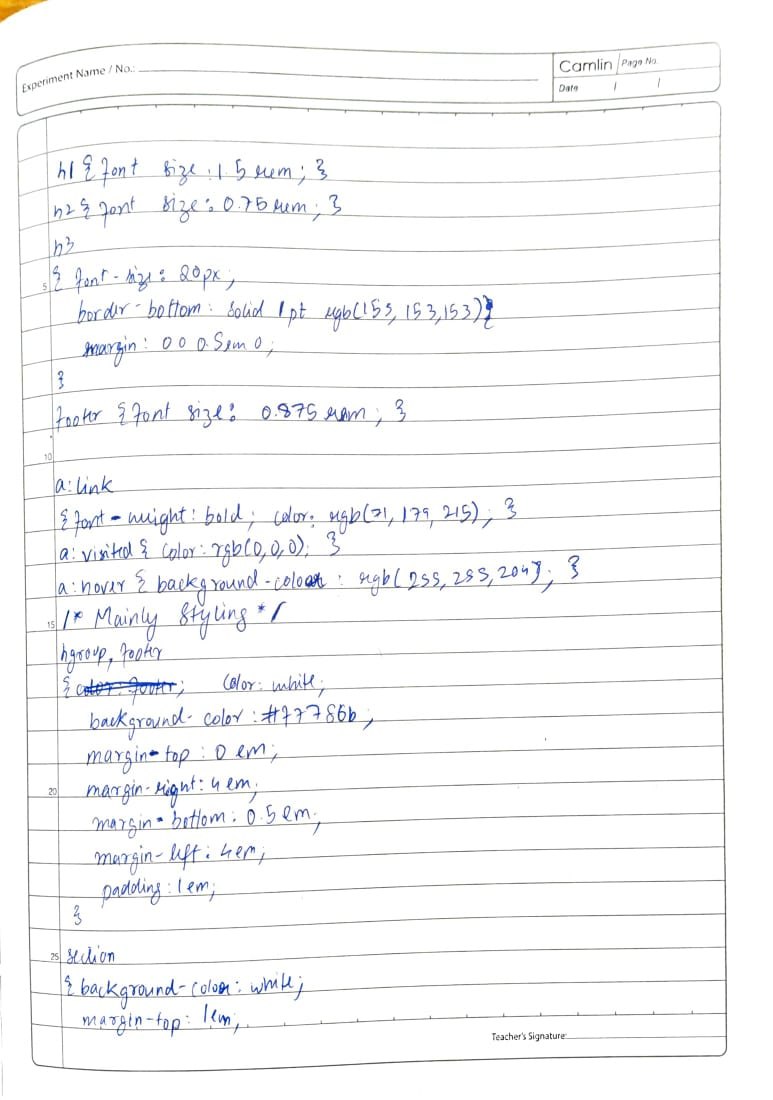 Experiment Name / No.:
Camlin Page No.
Date / /
h1 { font size : 1.5 rem ; }
h2 { font size : 0.75 rem ; }
h3
5 { font-size : 20px ;
border-bottom : solid 1 pt rgb(153, 153, 153)}
margin : 0 0 0.5em 0 ;
}
footer { font size : 0.875 rem ; }
10
a: link
{ font-weight : bold ; color : rgb(71, 179, 215) ; }
a: visited { color : rgb(0,0,0) ; }
a: hover { background-color : rgb(255, 255, 204) ; }
15 /* Mainly Styling */
hgroup, footer
{ color: footer; color : white ;
background-color : #77786b ;
margin-top : 0 em ;
20 margin-right : 4 em ;
margin-bottom : 0.5 em ;
margin-left : 4em ;
padding : 1 em ;
}
25 section
{ background-color : white ;
margin-top : 1em ;
Teacher's Signature: